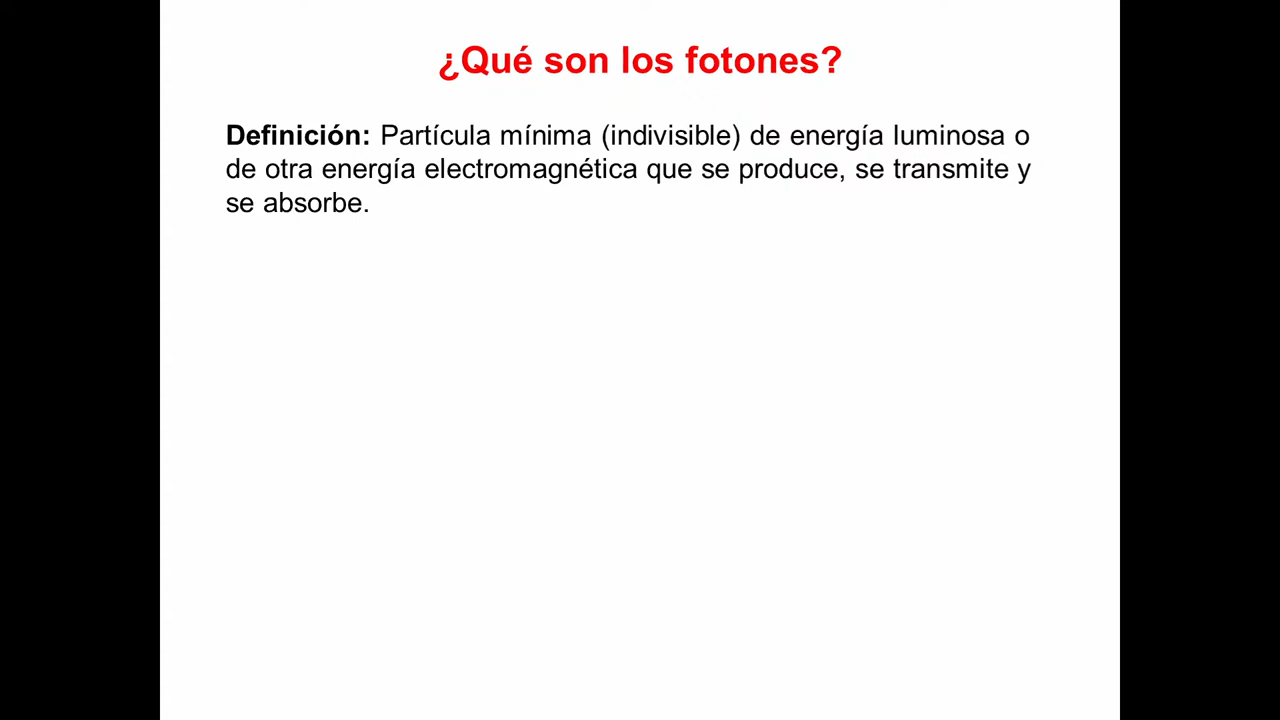 ¿Qué son los fotones?
Definición: Partícula mínima (indivisible) de energía luminosa o
de otra energía electromagnética que se produce, se transmite y
se absorbe.